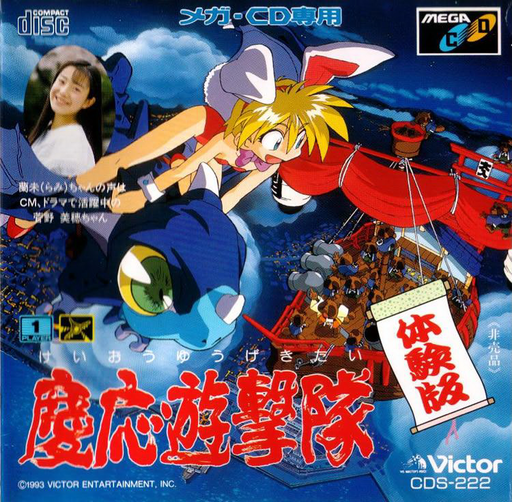 COMPACT
disc
メガ-CD専用
MEGA
CD
蘭未(らみ)ちゃんの声は
CM、ドラマで活躍中の
菅野 美穂ちゃん
1
PLAYER
けいおうゆうげきたい
慶応遊撃隊
体験版
《非売品》
Victor
CDS-222
©1993 VICTOR ENTERTAINMENT, INC.